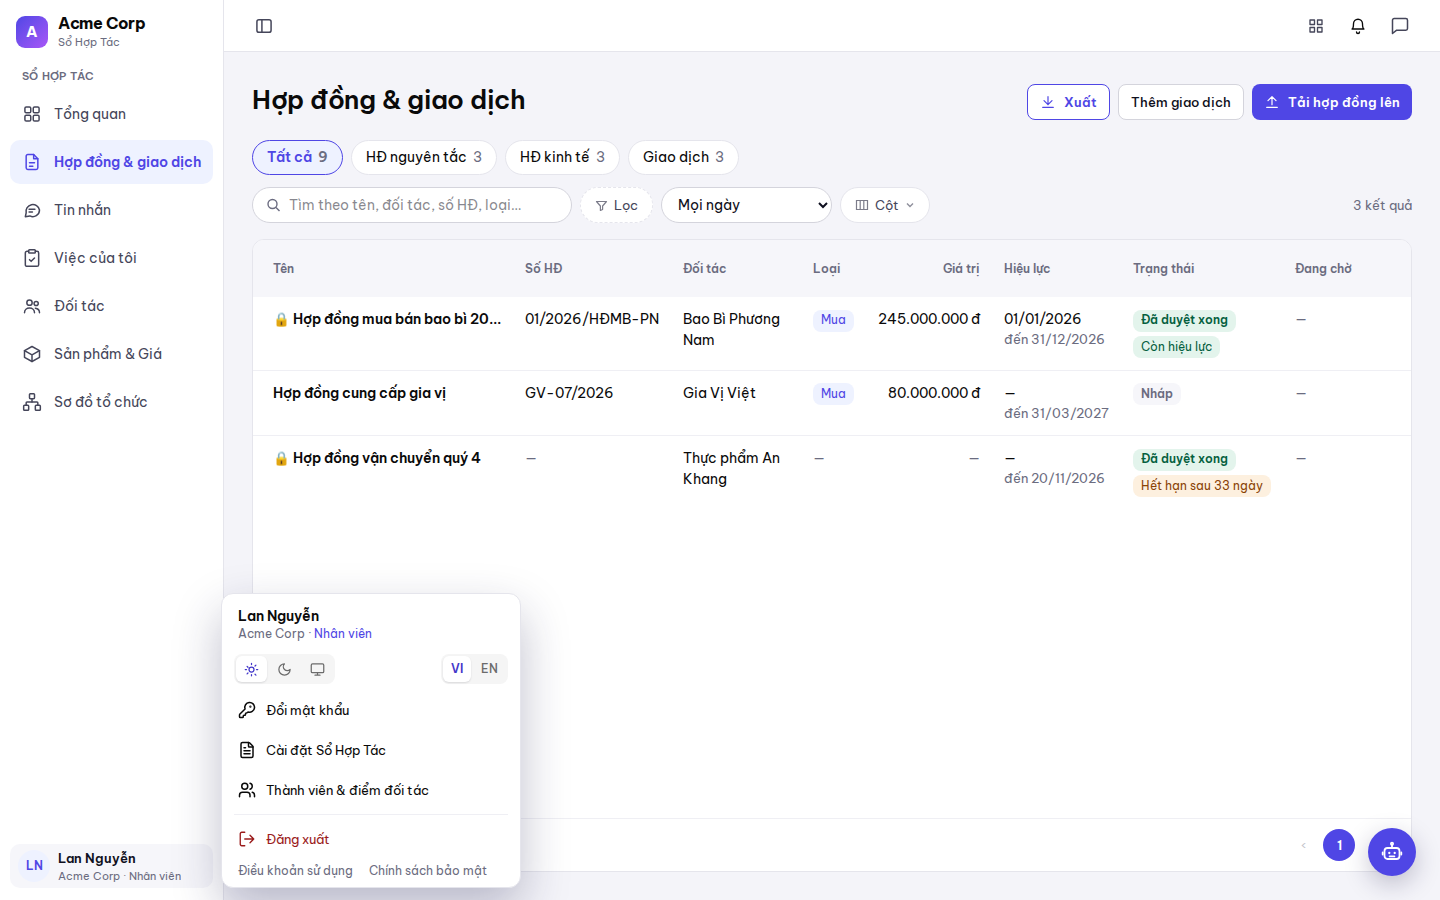 A
Acme Corp
Sổ Hợp Tác
SỔ HỢP TÁC
Tổng quan
Hợp đồng & giao dịch
Tin nhắn
Việc của tôi
Đối tác
Sản phẩm & Giá
Sơ đồ tổ chức
LN
Lan Nguyễn
Acme Corp · Nhân viên
Hợp đồng & giao dịch
Xuất
Thêm giao dịch
Tải hợp đồng lên
Tất cả 9
HĐ nguyên tắc 3
HĐ kinh tế 3
Giao dịch 3
Tìm theo tên, đối tác, số HĐ, loại...
Lọc
Mọi ngày
Cột
3 kết quả
Tên Số HĐ Đối tác Loại Giá trị Hiệu lực Trạng thái Đang chờ
🔒 Hợp đồng mua bán bao bì 20... 01/2026/HĐMB-PN Bao Bì Phương Mua 245.000.000 đ 01/01/2026 Đã duyệt xong —
Nam đến 31/12/2026 Còn hiệu lực
Hợp đồng cung cấp gia vị GV-07/2026 Gia Vị Việt Mua 80.000.000 đ — Nháp —
đến 31/03/2027
🔒 Hợp đồng vận chuyển quý 4 — Thực phẩm An — — — Đã duyệt xong —
Khang đến 20/11/2026 Hết hạn sau 33 ngày
Lan Nguyễn
Acme Corp · Nhân viên
VI EN
Đổi mật khẩu
Cài đặt Sổ Hợp Tác
Thành viên & điểm đối tác
Đăng xuất
Điều khoản sử dụng Chính sách bảo mật
‹ 1